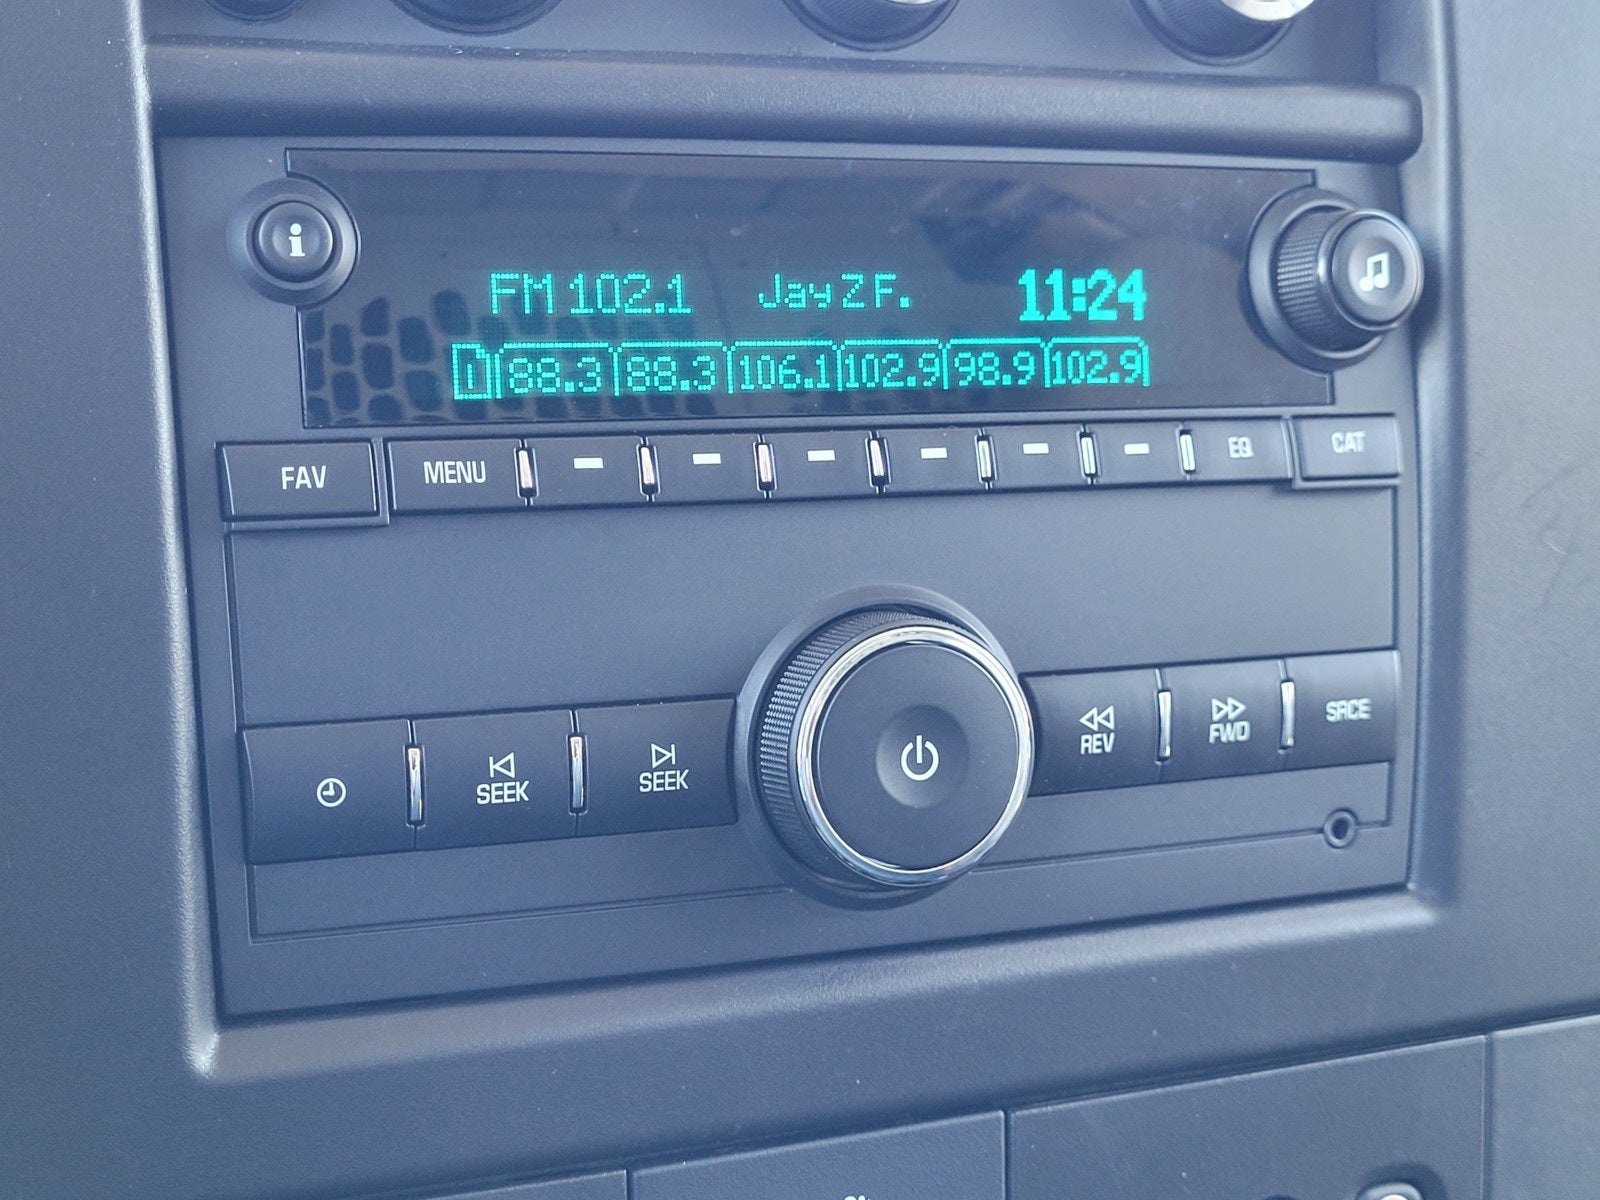 i
FM 102.1 Jay Z F. 11:24
1 88.3 88.3 106.1 102.9 98.9 102.9
FAV MENU EQ CAT
SEEK SEEK REV FWD SRCE